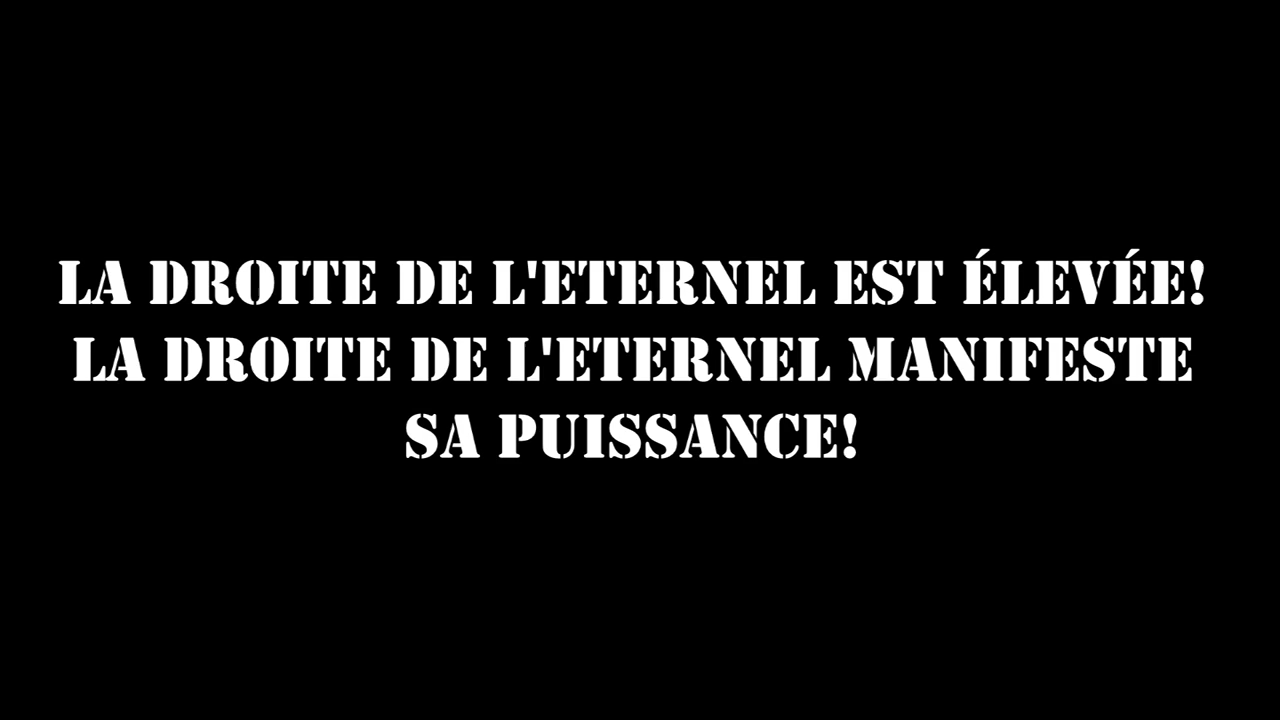 LA DROITE DE L'ETERNEL EST ÉLEVÉE!
LA DROITE DE L'ETERNEL MANIFESTE
SA PUISSANCE!